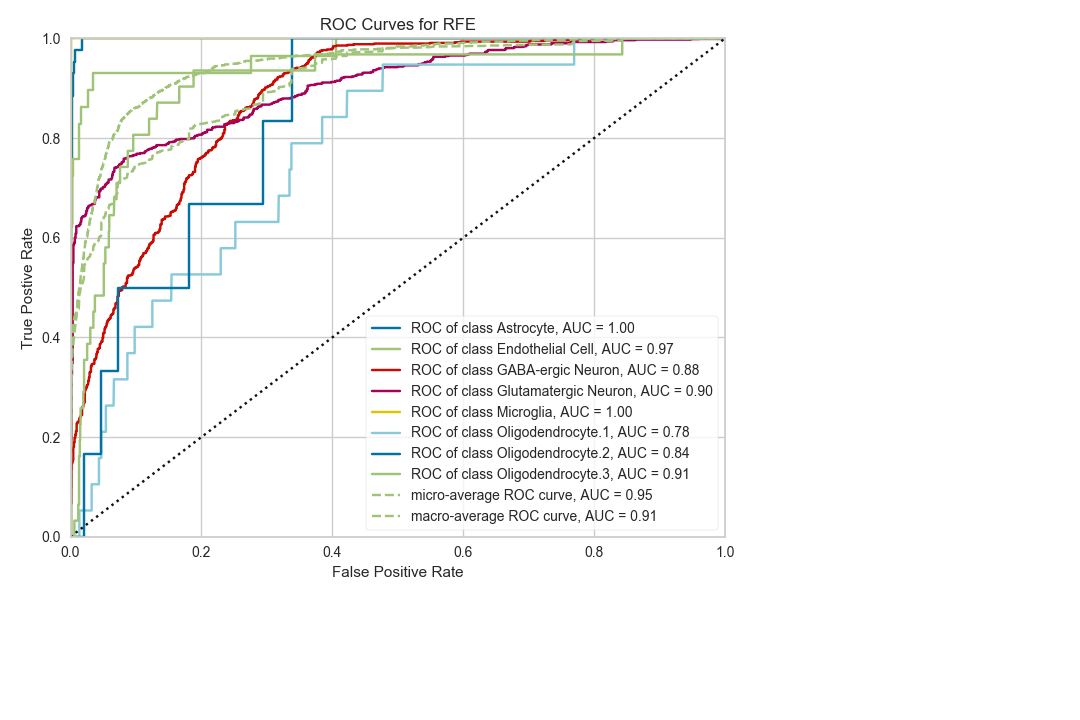 ROC Curves for RFE
1.0
0.8
0.6
0.4
0.2
0.0
True Postive Rate
ROC of class Astrocyte, AUC = 1.00
ROC of class Endothelial Cell, AUC = 0.97
ROC of class GABA-ergic Neuron, AUC = 0.88
ROC of class Glutamatergic Neuron, AUC = 0.90
ROC of class Microglia, AUC = 1.00
ROC of class Oligodendrocyte.1, AUC = 0.78
ROC of class Oligodendrocyte.2, AUC = 0.84
ROC of class Oligodendrocyte.3, AUC = 0.91
micro-average ROC curve, AUC = 0.95
macro-average ROC curve, AUC = 0.91
0.0 0.2 0.4 0.6 0.8 1.0
False Positive Rate